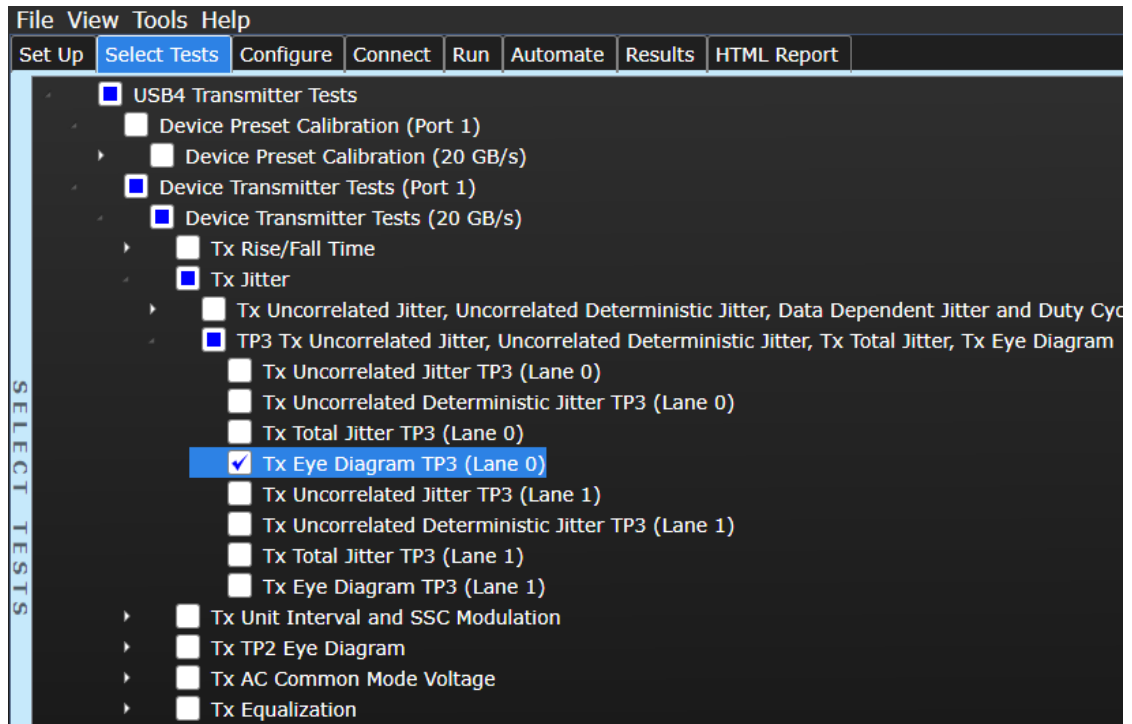 File View Tools Help
Set Up Select Tests Configure Connect Run Automate Results HTML Report
USB4 Transmitter Tests
Device Preset Calibration (Port 1)
Device Preset Calibration (20 GB/s)
Device Transmitter Tests (Port 1)
Device Transmitter Tests (20 GB/s)
Tx Rise/Fall Time
Tx Jitter
Tx Uncorrelated Jitter, Uncorrelated Deterministic Jitter, Data Dependent Jitter and Duty Cyc
TP3 Tx Uncorrelated Jitter, Uncorrelated Deterministic Jitter, Tx Total Jitter, Tx Eye Diagram
Tx Uncorrelated Jitter TP3 (Lane 0)
Tx Uncorrelated Deterministic Jitter TP3 (Lane 0)
Tx Total Jitter TP3 (Lane 0)
Tx Eye Diagram TP3 (Lane 0)
Tx Uncorrelated Jitter TP3 (Lane 1)
Tx Uncorrelated Deterministic Jitter TP3 (Lane 1)
Tx Total Jitter TP3 (Lane 1)
Tx Eye Diagram TP3 (Lane 1)
Tx Unit Interval and SSC Modulation
Tx TP2 Eye Diagram
Tx AC Common Mode Voltage
Tx Equalization
SELECT TESTS